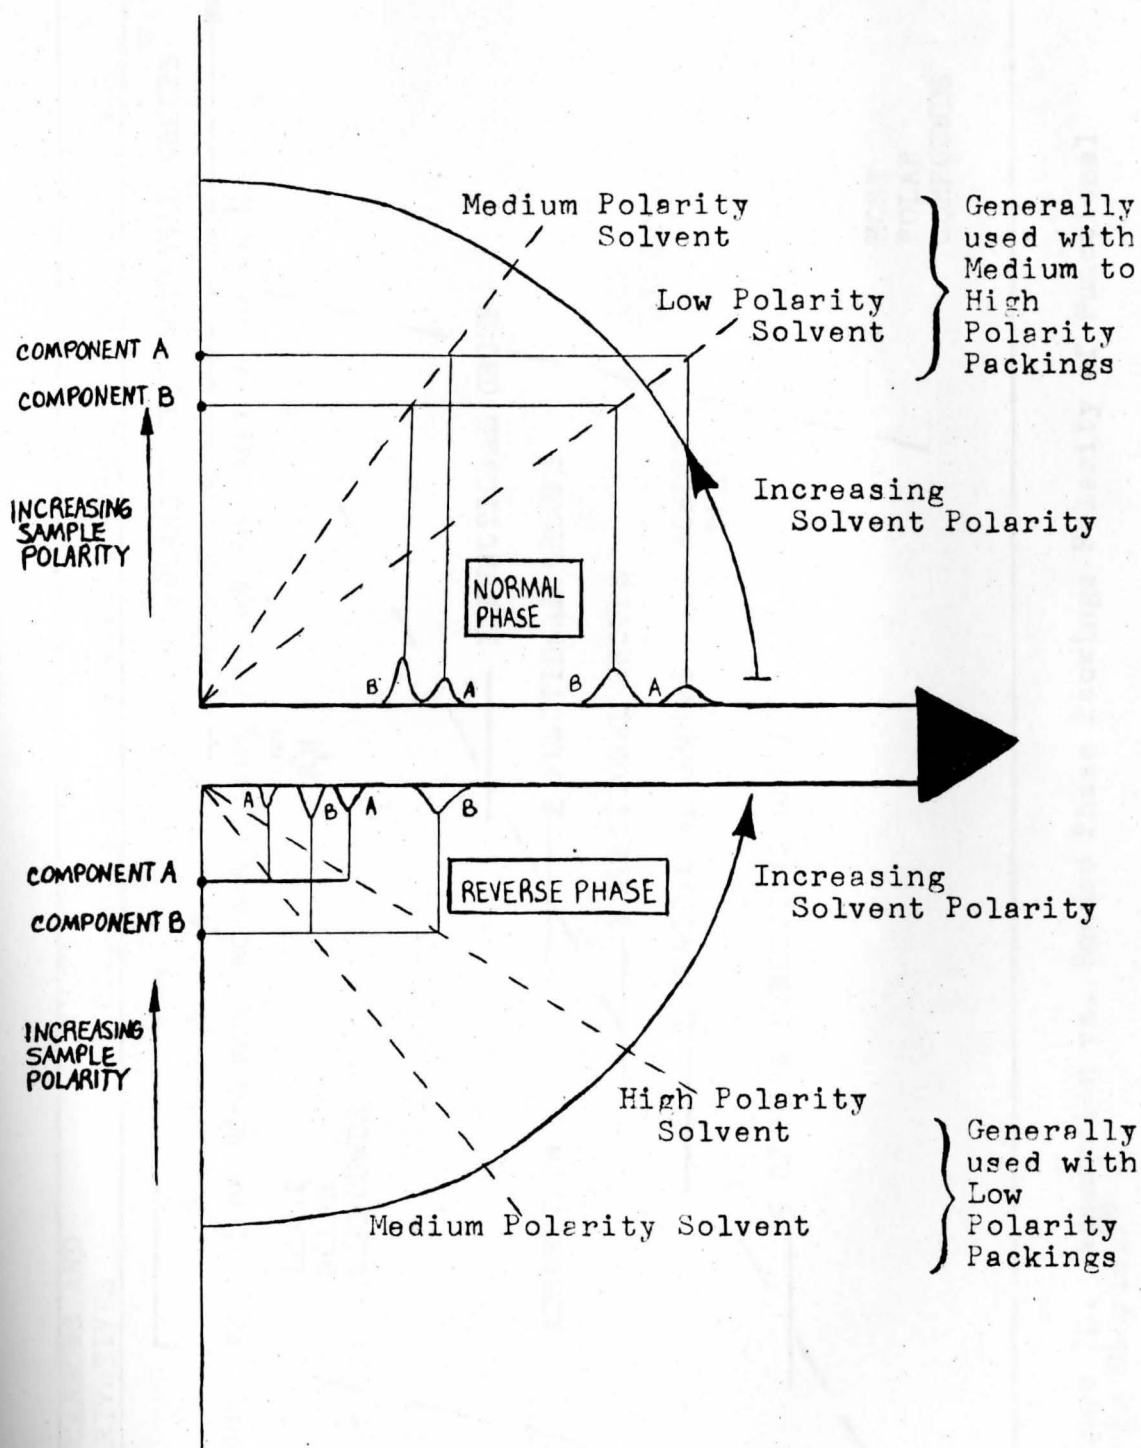 Medium Polarity
Solvent
Low Polarity
Solvent
Generally
used with
Medium to
High
Polarity
Packings
COMPONENT A
COMPONENT B
INCREASING
SAMPLE
POLARITY
Increasing
Solvent Polarity
NORMAL
PHASE
B
A
B
A
A
B
A
B
COMPONENT A
COMPONENT B
REVERSE PHASE
Increasing
Solvent Polarity
INCREASING
SAMPLE
POLARITY
High Polarity
Solvent
Medium Polarity Solvent
Generally
used with
Low
Polarity
Packings